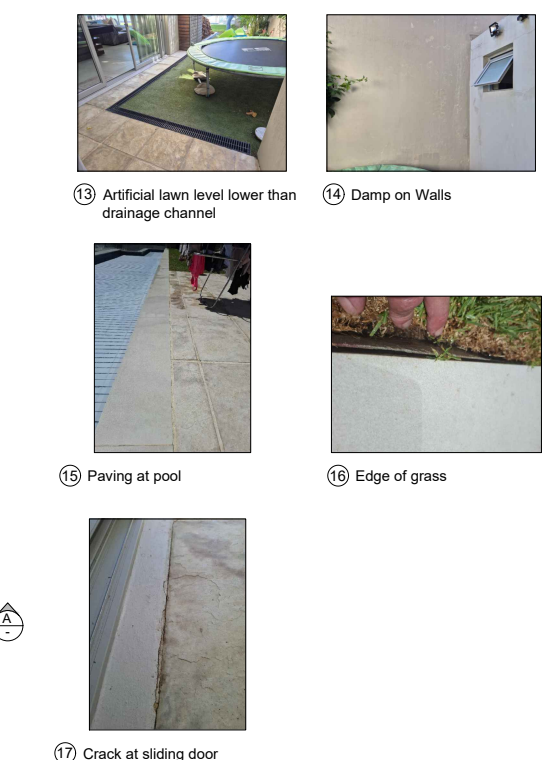 13 Artificial lawn level lower than
drainage channel
14 Damp on Walls
15 Paving at pool
16 Edge of grass
A
-
17 Crack at sliding door